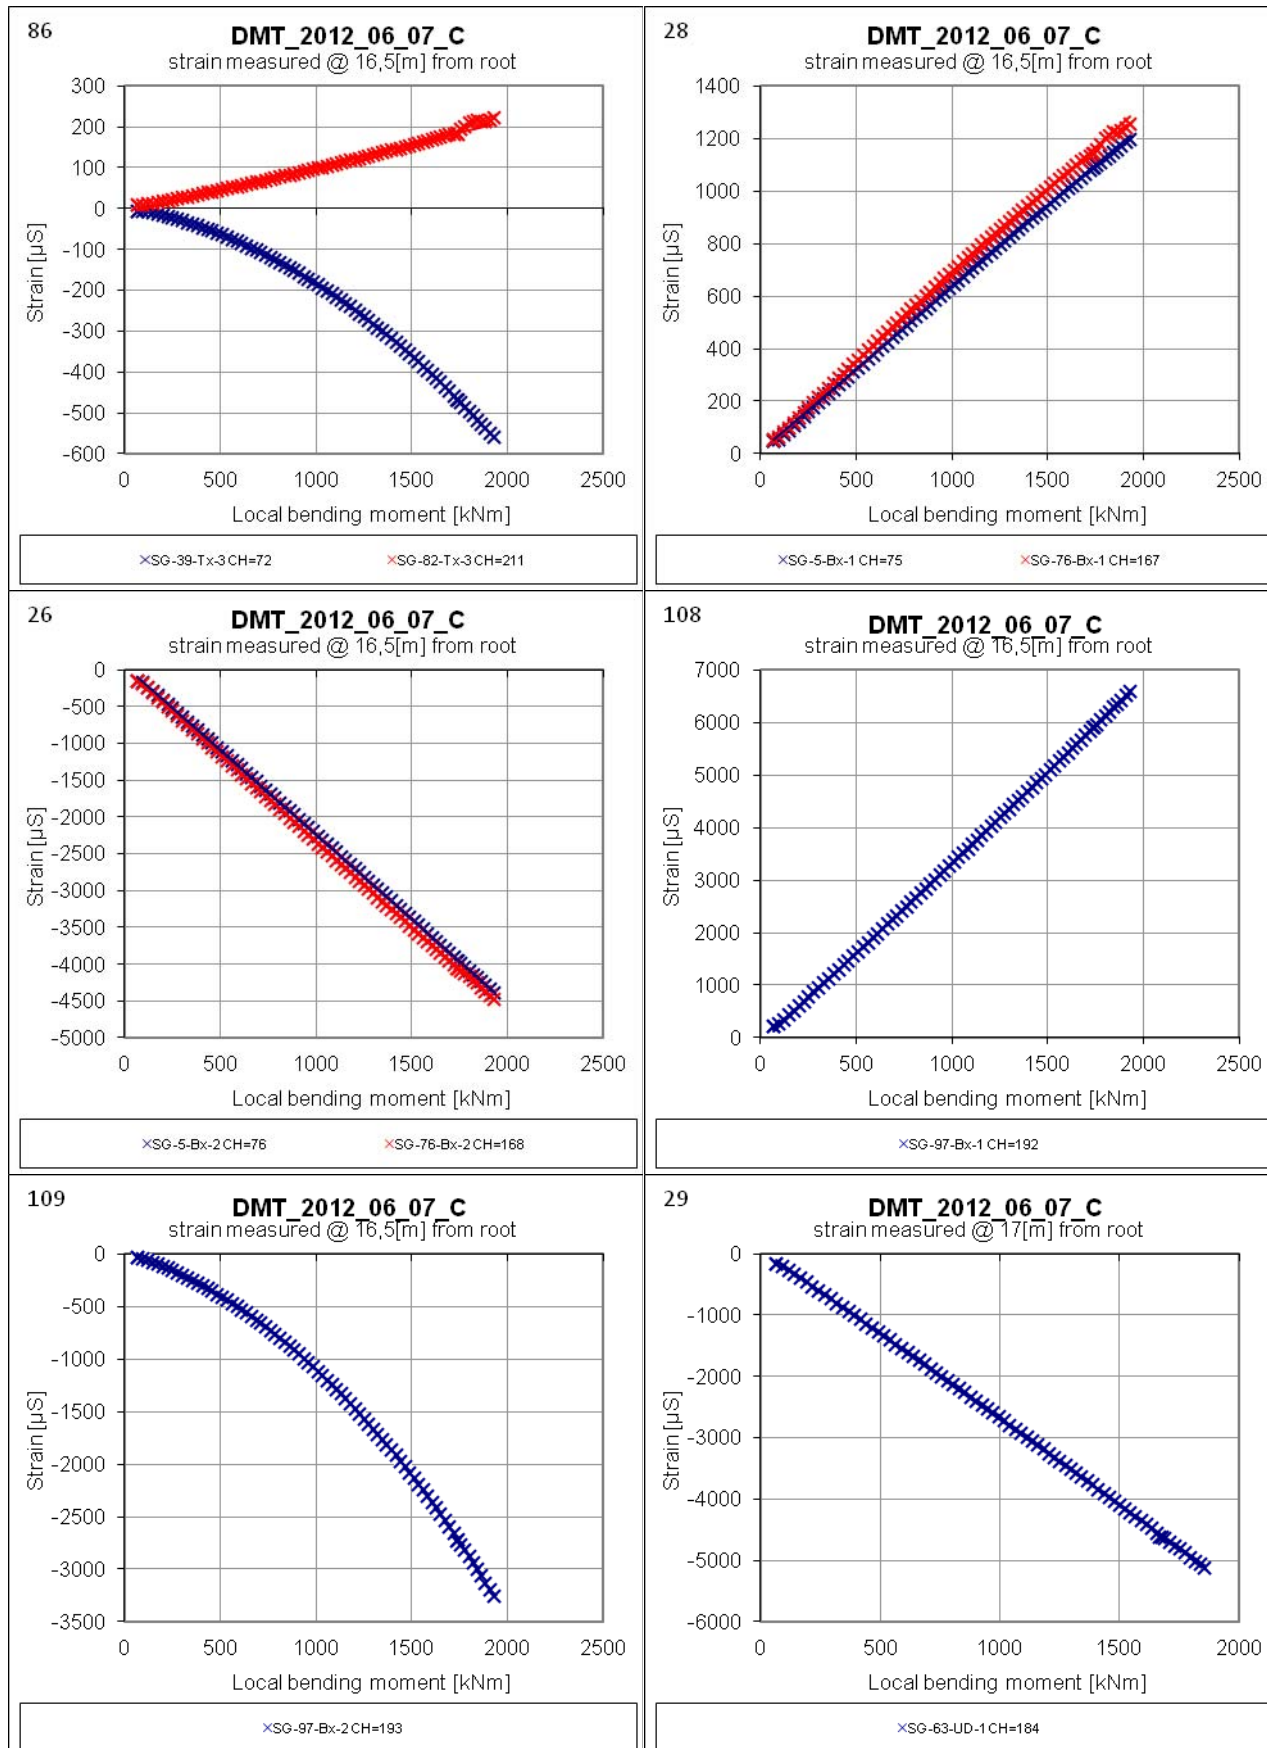 86
DMT_2012_06_07_C
strain measured @ 16,5[m] from root
300
200
100
0
-100
-200
-300
-400
-500
-600
Strain [µS]
0 500 1000 1500 2000 2500
Local bending moment [kNm]
SG-39-Tx-3 CH=72 SG-82-Tx-3 CH=211
28
DMT_2012_06_07_C
strain measured @ 16,5[m] from root
1400
1200
1000
800
600
400
200
0
Strain [µS]
0 500 1000 1500 2000 2500
Local bending moment [kNm]
SG-5-Bx-1 CH=75 SG-76-Bx-1 CH=167
26
DMT_2012_06_07_C
strain measured @ 16,5[m] from root
0
-500
-1000
-1500
-2000
-2500
-3000
-3500
-4000
-4500
-5000
Strain [µS]
0 500 1000 1500 2000 2500
Local bending moment [kNm]
SG-5-Bx-2 CH=76 SG-76-Bx-2 CH=168
108
DMT_2012_06_07_C
strain measured @ 16,5[m] from root
7000
6000
5000
4000
3000
2000
1000
0
Strain [µS]
0 500 1000 1500 2000 2500
Local bending moment [kNm]
SG-97-Bx-1 CH=192
109
DMT_2012_06_07_C
strain measured @ 16,5[m] from root
0
-500
-1000
-1500
-2000
-2500
-3000
-3500
Strain [µS]
0 500 1000 1500 2000 2500
Local bending moment [kNm]
SG-97-Bx-2 CH=193
29
DMT_2012_06_07_C
strain measured @ 17[m] from root
0
-1000
-2000
-3000
-4000
-5000
-6000
Strain [µS]
0 500 1000 1500 2000
Local bending moment [kNm]
SG-63-UD-1 CH=184